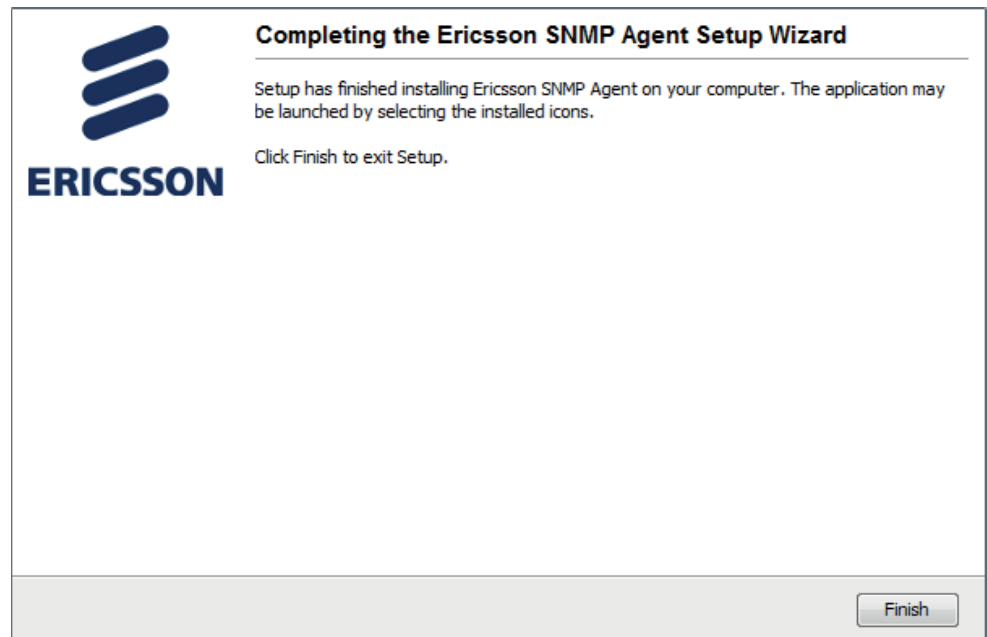 Completing the Ericsson SNMP Agent Setup Wizard
Setup has finished installing Ericsson SNMP Agent on your computer. The application may
be launched by selecting the installed icons.
Click Finish to exit Setup.
ERICSSON
Finish